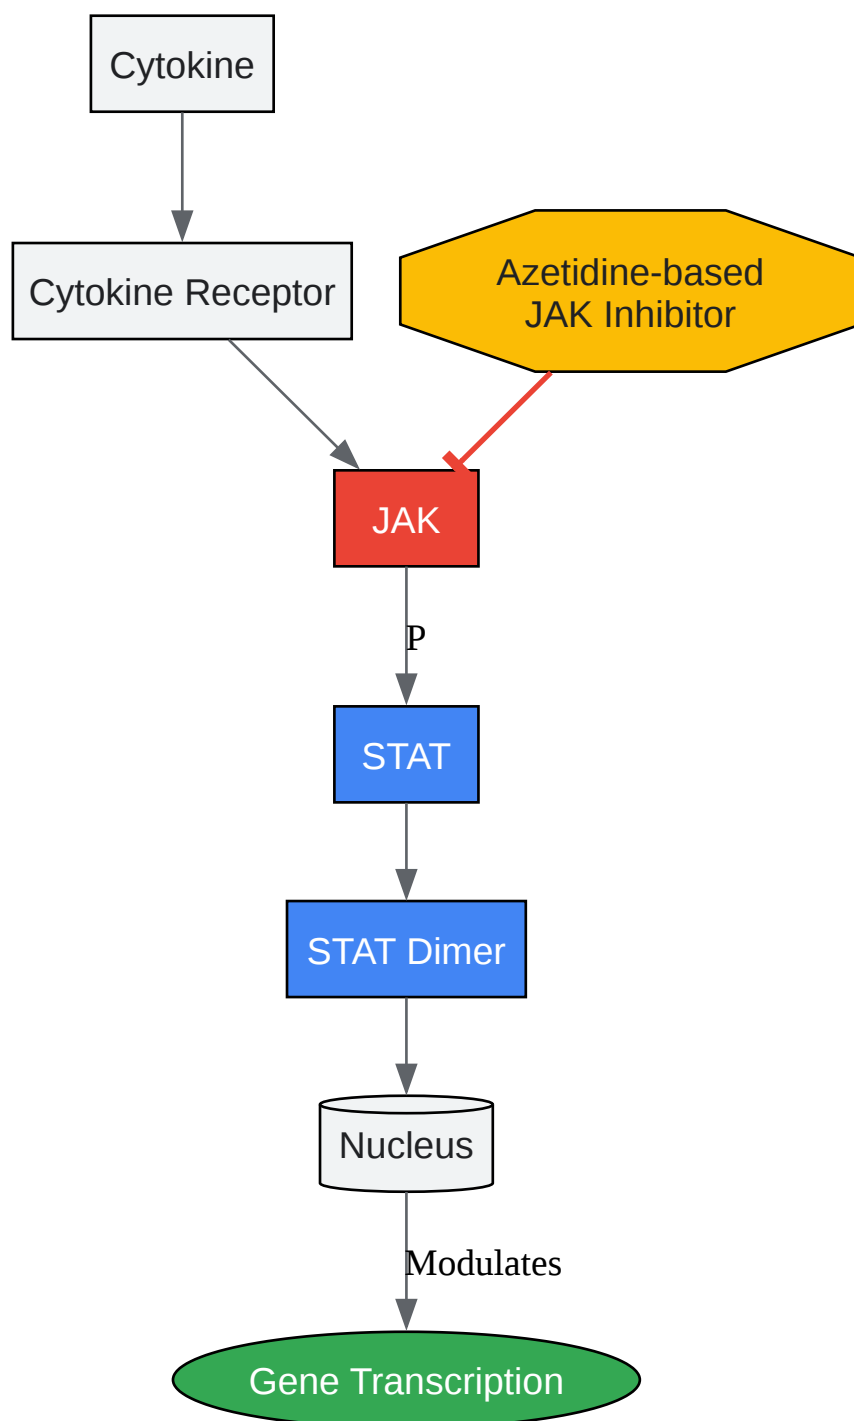 Cytokine
Cytokine Receptor
Azetidine-based
JAK Inhibitor
JAK
P
STAT
STAT Dimer
Nucleus
Modulates
Gene Transcription